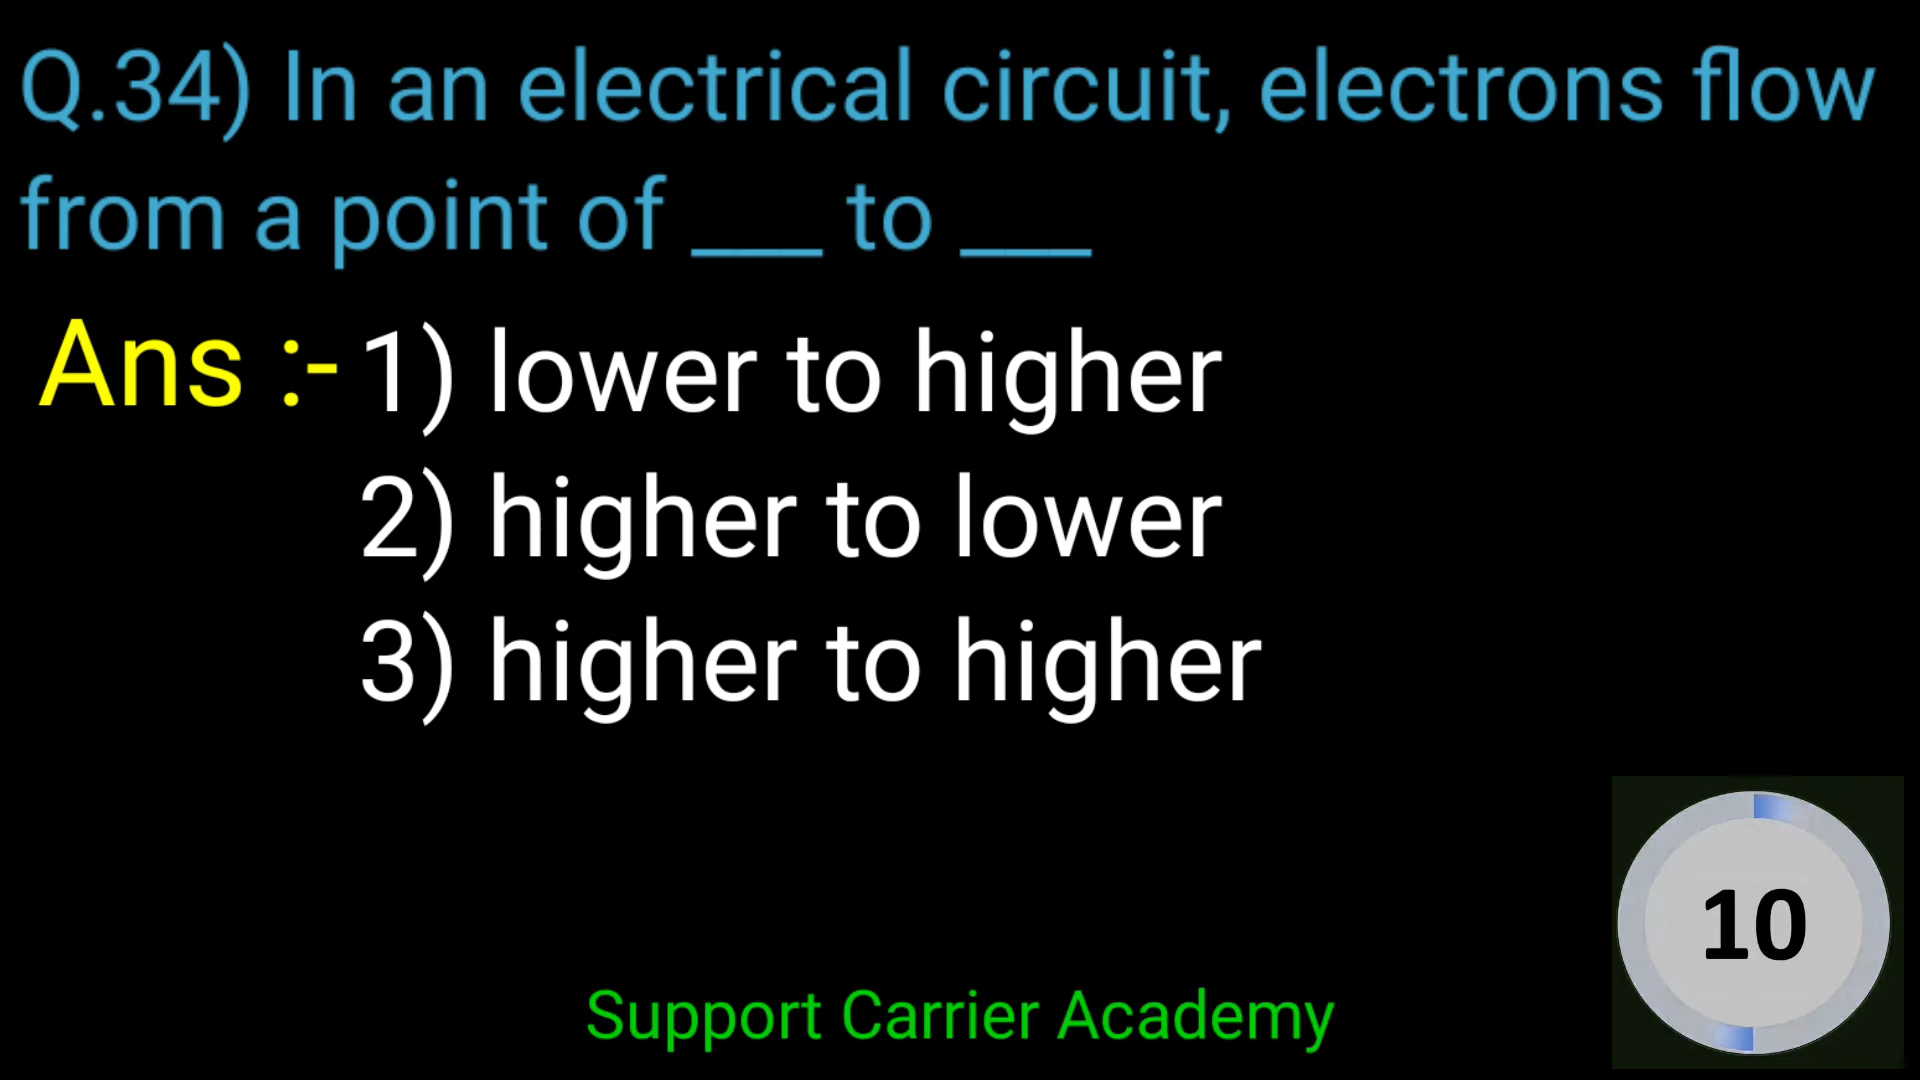 Q.34) In an electrical circuit, electrons flow
from a point of ___ to ___
Ans :- 1) lower to higher
2) higher to lower
3) higher to higher
10
Support Carrier Academy